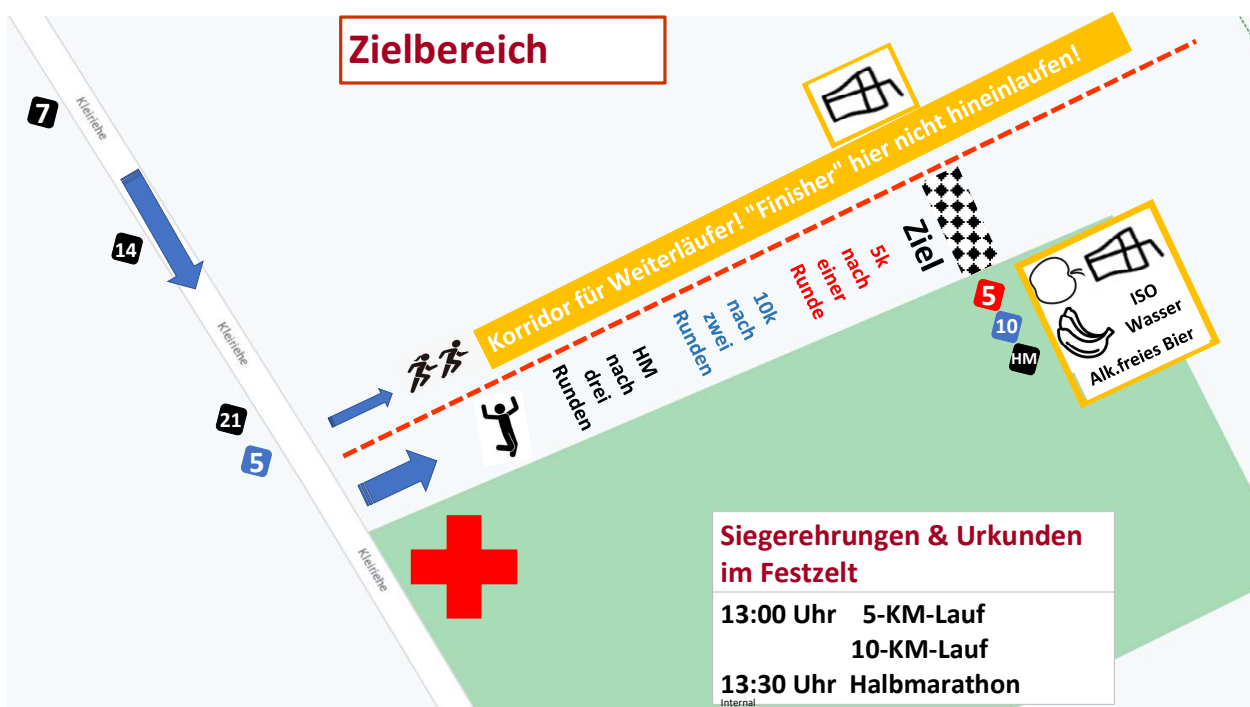 Zielbereich
7
Kleiriehe
14
Kleiriehe
21
5
Kleiriehe
Korridor für Weiterläufer! "Finisher" hier nicht hineinlaufen!
HM
nach
drei
Runden
10k
nach
zwei
Runden
5k
nach
einer
Runde
Ziel
5
10
HM
ISO
Wasser
Alk.freies Bier
Siegerehrungen & Urkunden
im Festzelt
13:00 Uhr 5-KM-Lauf
10-KM-Lauf
13:30 Uhr Halbmarathon
Internal